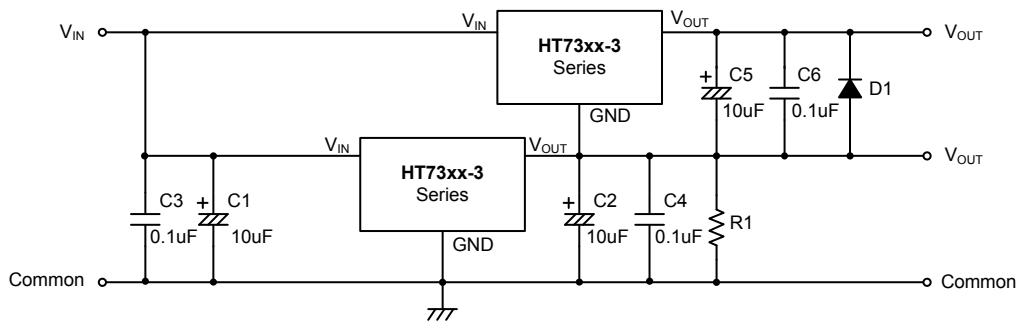 V_IN
V_IN
HT73xx-3
Series
V_OUT
V_OUT
GND
C5
+
10uF
C6
0.1uF
D1
V_IN
HT73xx-3
Series
V_OUT
V_OUT
GND
C3
0.1uF
C1
+
10uF
C2
+
10uF
C4
0.1uF
R1
Common
Common